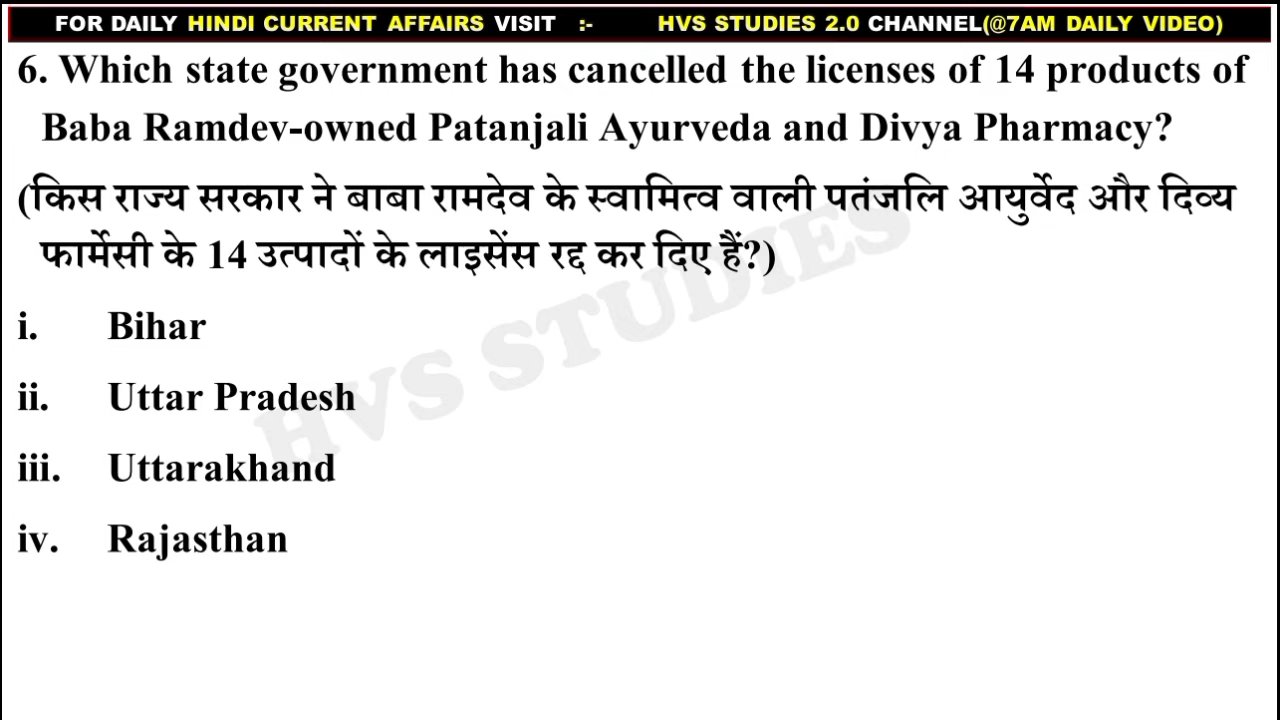 FOR DAILY HINDI CURRENT AFFAIRS VISIT :- HVS STUDIES 2.0 CHANNEL(@7AM DAILY VIDEO)
6. Which state government has cancelled the licenses of 14 products of
Baba Ramdev-owned Patanjali Ayurveda and Divya Pharmacy?
(किस राज्य सरकार ने बाबा रामदेव के स्वामित्व वाली पतंजलि आयुर्वेद और दिव्य
फार्मेसी के 14 उत्पादों के लाइसेंस रद्द कर दिए हैं?)
HVS STUDIES
i. Bihar
ii. Uttar Pradesh
iii. Uttarakhand
iv. Rajasthan